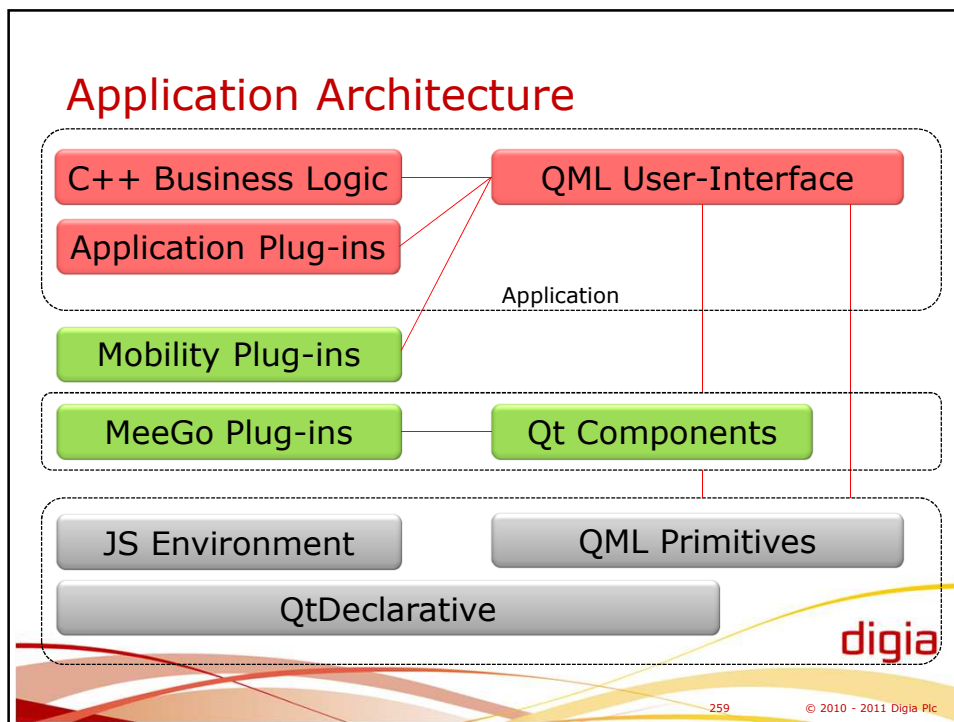 Application Architecture
C++ Business Logic
QML User-Interface
Application Plug-ins
Application
Mobility Plug-ins
MeeGo Plug-ins
Qt Components
JS Environment
QML Primitives
QtDeclarative
digia
259
© 2010 - 2011 Digia Plc